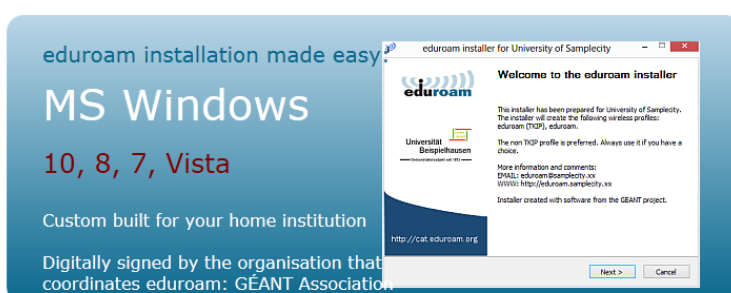 eduroam installation made easy:
MS Windows
10, 8, 7, Vista
Custom built for your home institution
Digitally signed by the organisation that
coordinates eduroam: GÉANT Association
eduroam installer for University of Samplecity
eduroam
Universität
Beispielhausen
http://cat.eduroam.org
Welcome to the eduroam installer
This installer has been prepared for University of Samplecity.
The installer will create the following wireless profiles:
eduroam (TKIP), eduroam.
The non TKIP profile is preferred. Always use it if you have a
choice.
More information and comments:
EMAIL: eduroam@samplecity.xx
WWW: http://eduroam.samplecity.xx
Installer created with software from the GEANT project.
Next >
Cancel